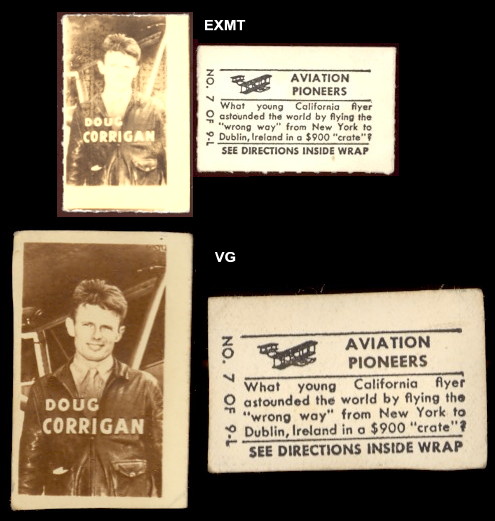 EXMT
DOUG
CORRIGAN
NO. 7 OF 9-L
AVIATION
PIONEERS
What young California flyer
astounded the world by flying the
"wrong way" from New York to
Dublin, Ireland in a $900 "crate"?
SEE DIRECTIONS INSIDE WRAP
VG
DOUG
CORRIGAN
NO. 7 OF 9-L
AVIATION
PIONEERS
What young California flyer
astounded the world by flying the
"wrong way" from New York to
Dublin, Ireland in a $900 "crate"?
SEE DIRECTIONS INSIDE WRAP